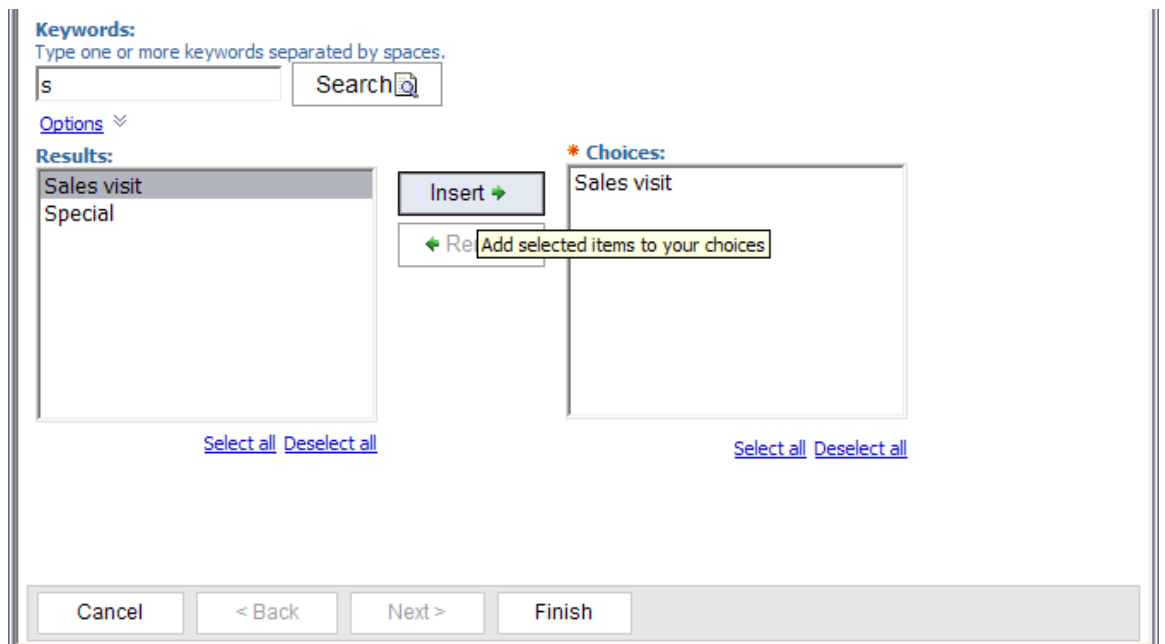 Keywords:
Type one or more keywords separated by spaces.
s
Search
Options
Results:
* Choices:
Sales visit
Special
Insert
Sales visit
Add selected items to your choices
Select all Deselect all
Select all Deselect all
Cancel
< Back
Next >
Finish